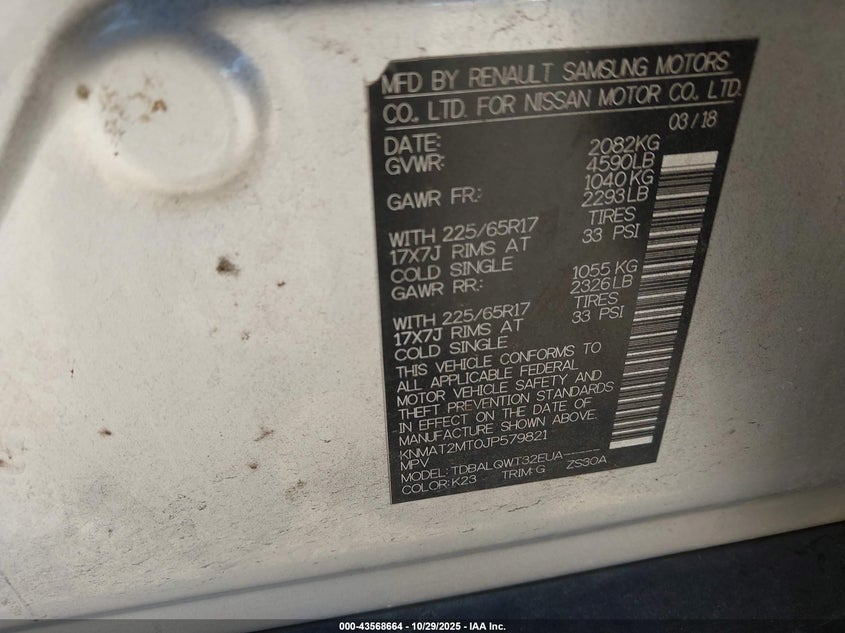 MFD BY RENAULT SAMSUNG MOTORS
CO., LTD. FOR NISSAN MOTOR CO., LTD.
DATE: 03/18
GVWR: 2082KG
4590LB
GAWR FR: 1040KG
2293LB
WITH 225/65R17 TIRES
17X7J RIMS AT 33 PSI
COLD SINGLE
GAWR RR: 1055 KG
2326LB
WITH 225/65R17 TIRES
17X7J RIMS AT 33 PSI
COLD SINGLE
THIS VEHICLE CONFORMS TO
ALL APPLICABLE FEDERAL
MOTOR VEHICLE SAFETY AND
THEFT PREVENTION STANDARDS
IN EFFECT ON THE DATE OF
MANUFACTURE SHOWN ABOVE.
KNMAT2MT0JP579821
MPV
MODEL: TDBALQWT32EUA-----
COLOR:K23 TRIM:G ZS30A
000-43568664 - 10/29/2025 - IAA Inc.